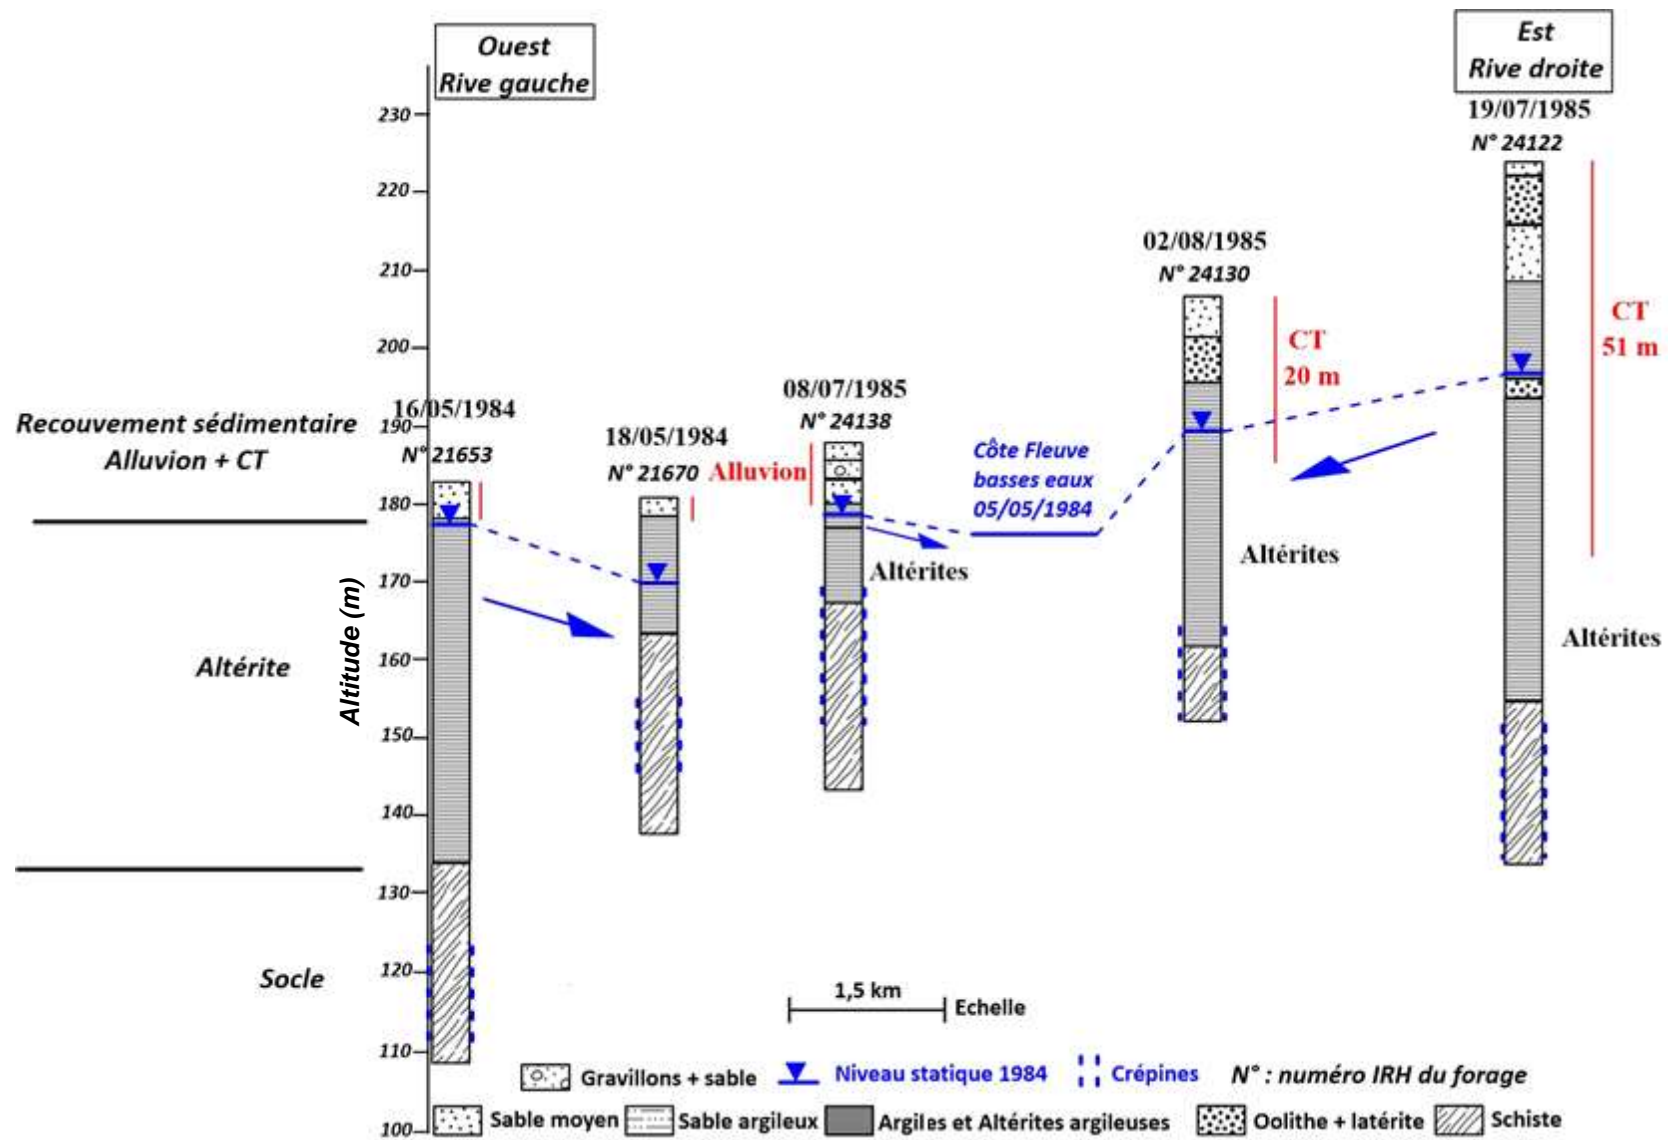 Ouest
Rive gauche
Est
Rive droite
230
220
210
200
190
180
170
160
150
140
130
120
110
100
Altitude (m)
Recouvement sédimentaire
Alluvion + CT
Altérite
Socle
16/05/1984
N° 21653
18/05/1984
N° 21670
Alluvion
08/07/1985
N° 24138
Altérites
Côte Fleuve
basses eaux
05/05/1984
02/08/1985
N° 24130
CT
20 m
Altérites
19/07/1985
N° 24122
CT
51 m
Altérites
1,5 km
Echelle
Gravillons + sable
Niveau statique 1984
Crépines
N° : numéro IRH du forage
Sable moyen
Sable argileux
Argiles et Altérites argileuses
Oolithe + latérite
Schiste